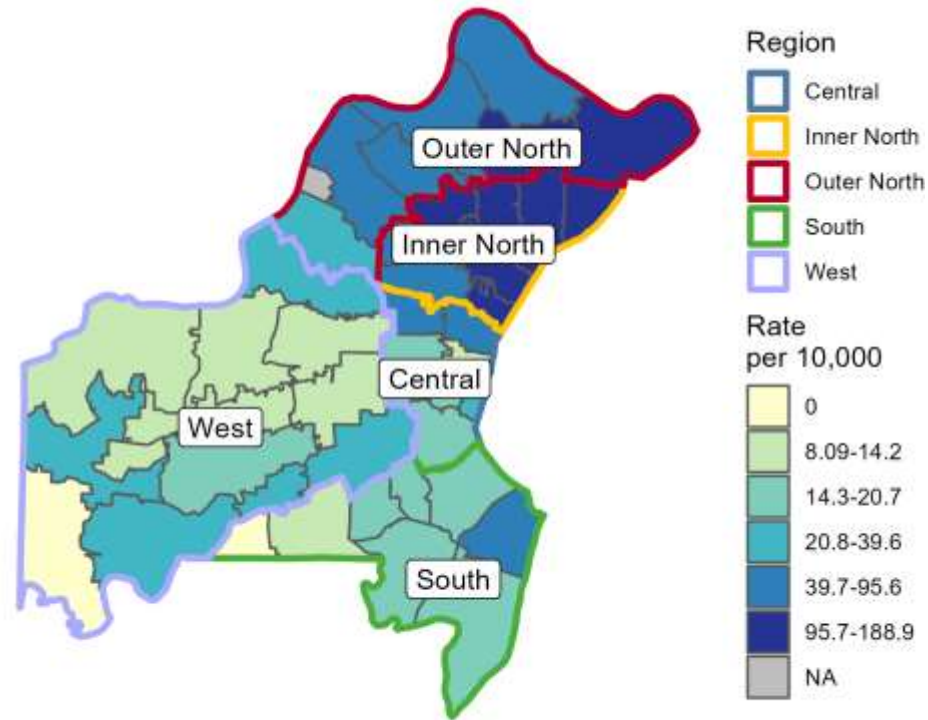 Outer North
Inner North
Central
West
South
Region
Central
Inner North
Outer North
South
West
Rate
per 10,000
0
8.09-14.2
14.3-20.7
20.8-39.6
39.7-95.6
95.7-188.9
NA